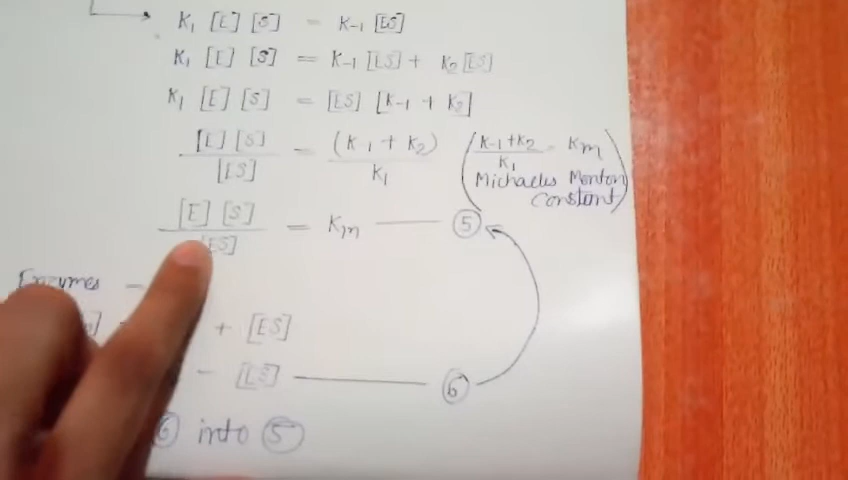 K₁ [E] [S] = K-1 [ES]
K₁ [E] [S] = K-1 [ES] + K₂ [ES]
K₁ [E] [S] = [ES] [K-1 + K₂]
[E] [S] / [ES] = (K-1 + K₂) / K₁ (K-1+K₂ / K₁ = Km
Michaelis Menton
Constant)
[E] [S] / [ES] = Km — ⑤
Enzymes —
+ [ES]
- [ES] — ⑥
⑥ into ⑤